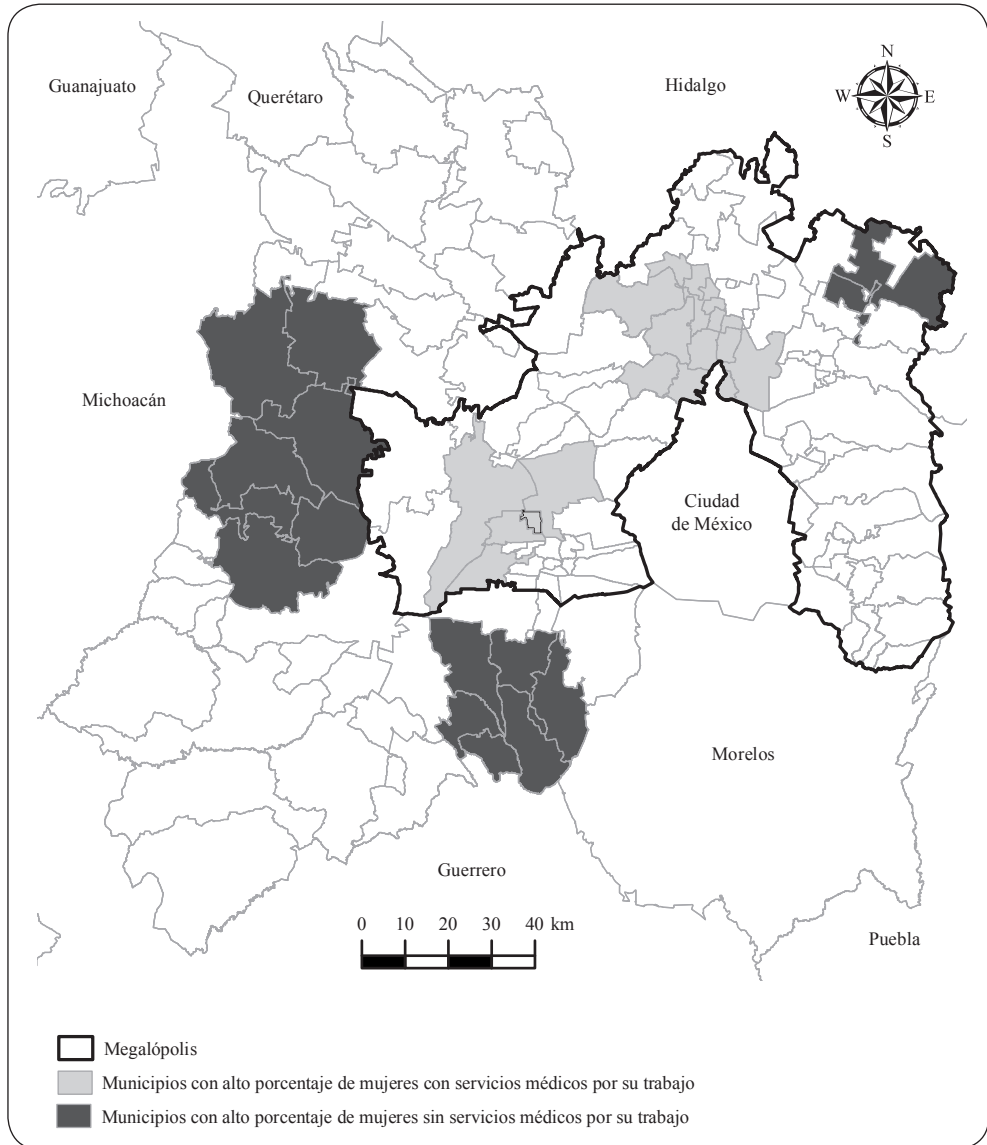 N
Guanajuato
Querétaro
Hidalgo
W
E
S
Michoacán
Ciudad
de México
Morelos
Guerrero
0 10 20 30 40 km
Puebla
Megalópolis
Municipios con alto porcentaje de mujeres con servicios médicos por su trabajo
Municipios con alto porcentaje de mujeres sin servicios médicos por su trabajo